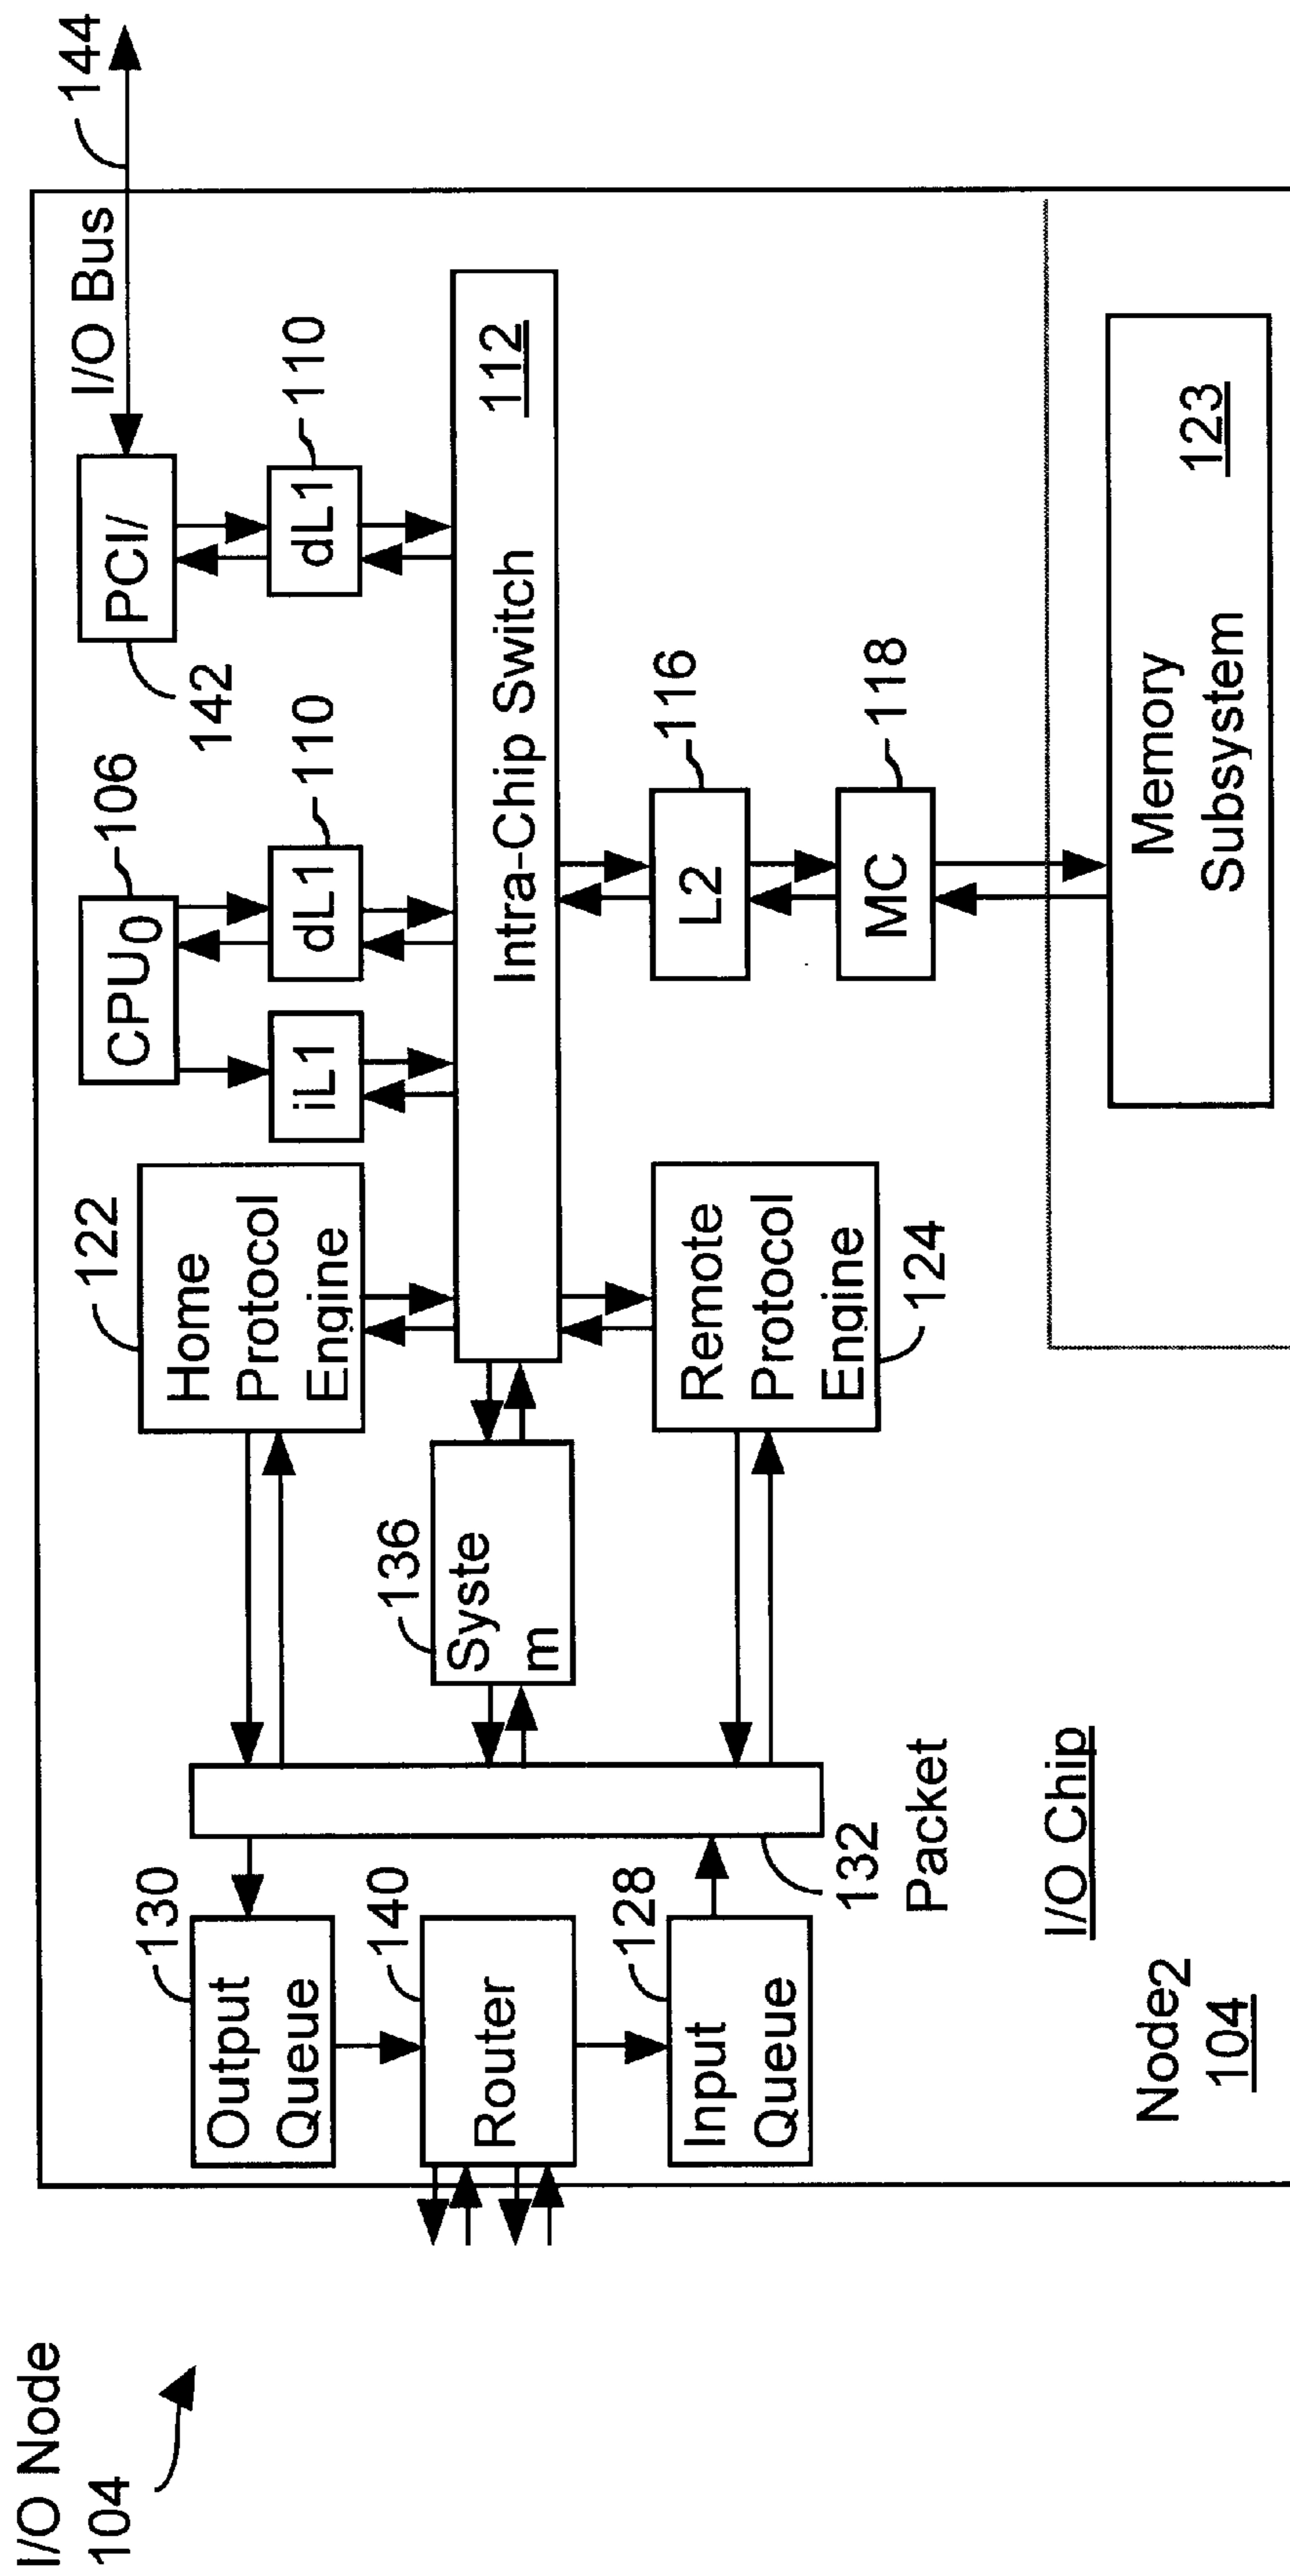 I/O Node
104
I/O Bus
144
Output
Queue
130
Router
140
Input
Queue
128
132
Packet
Home
Protocol
Engine
122
Syste
m
136
Remote
Protocol
Engine
124
CPU0
106
iL1
dL1
110
PCI/
142
dL1
110
Intra-Chip Switch
112
L2
116
MC
118
Memory
Subsystem
123
I/O Chip
Node2
104